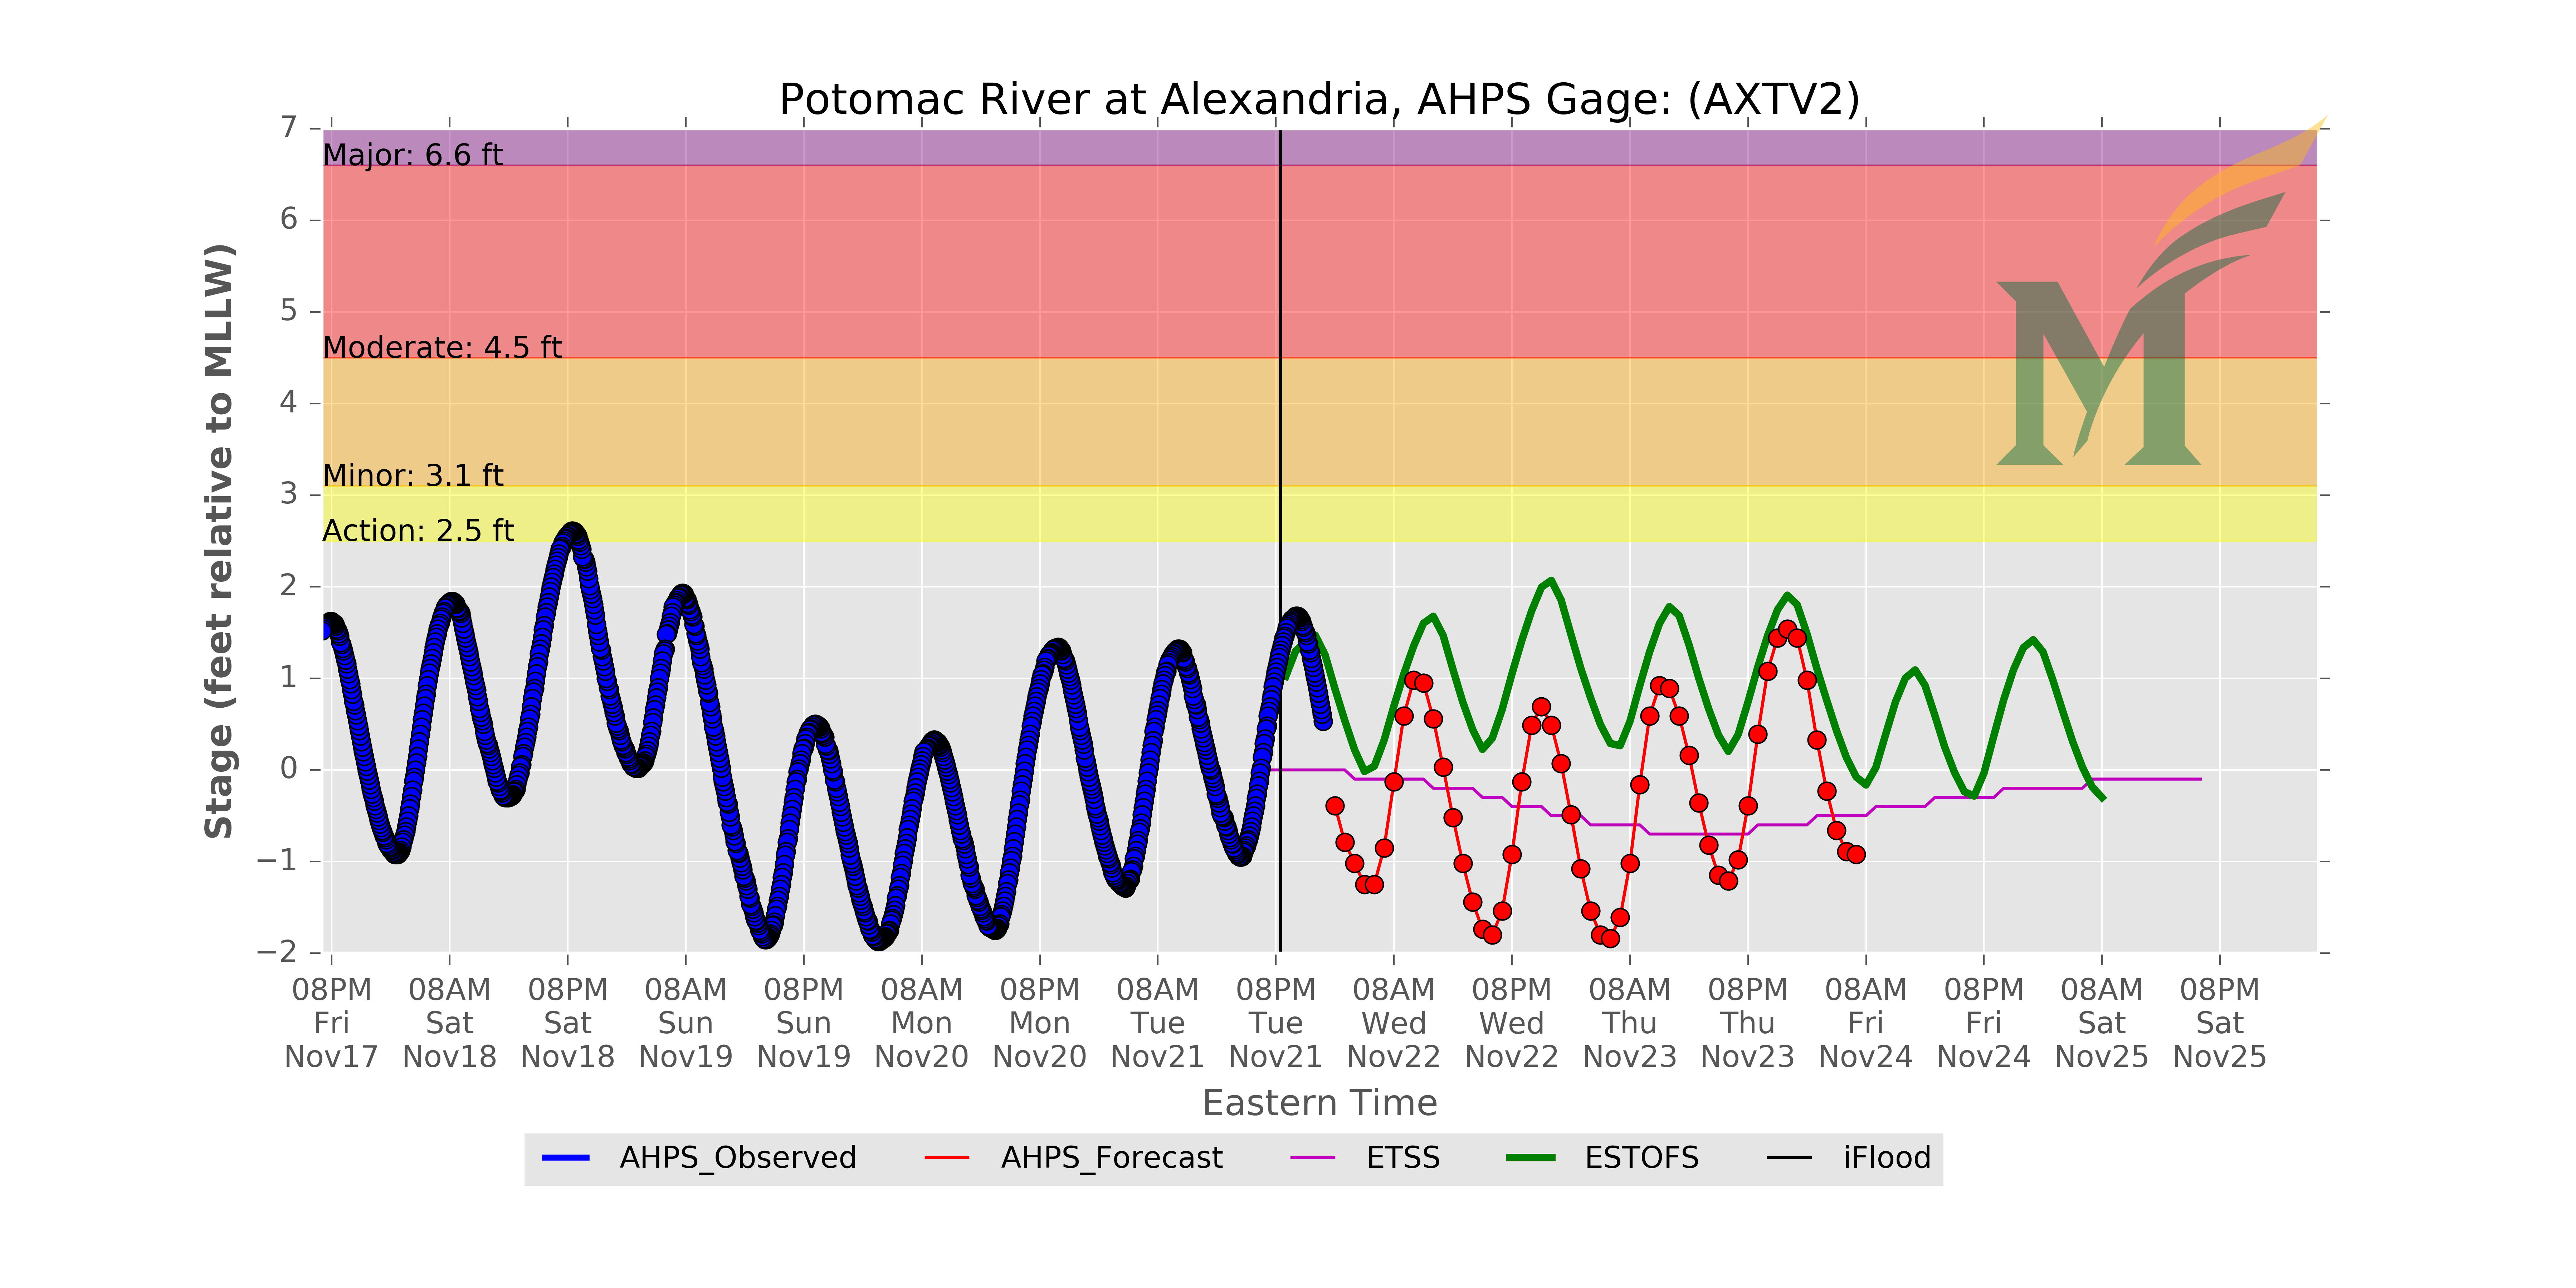 Potomac River at Alexandria, AHPS Gage: (AXTV2)
Stage (feet relative to MLLW)
7
6
5
4
3
2
1
0
−1
−2
Major: 6.6 ft
Moderate: 4.5 ft
Minor: 3.1 ft
Action: 2.5 ft
08PM 08AM 08PM 08AM 08PM 08AM 08PM 08AM 08PM 08AM 08PM 08AM 08PM 08AM 08PM 08AM 08PM
Fri Sat Sat Sun Sun Mon Mon Tue Tue Wed Wed Thu Thu Fri Fri Sat Sat
Nov17 Nov18 Nov18 Nov19 Nov19 Nov20 Nov20 Nov21 Nov21 Nov22 Nov22 Nov23 Nov23 Nov24 Nov24 Nov25 Nov25
Eastern Time
AHPS_Observed AHPS_Forecast ETSS ESTOFS iFlood
M